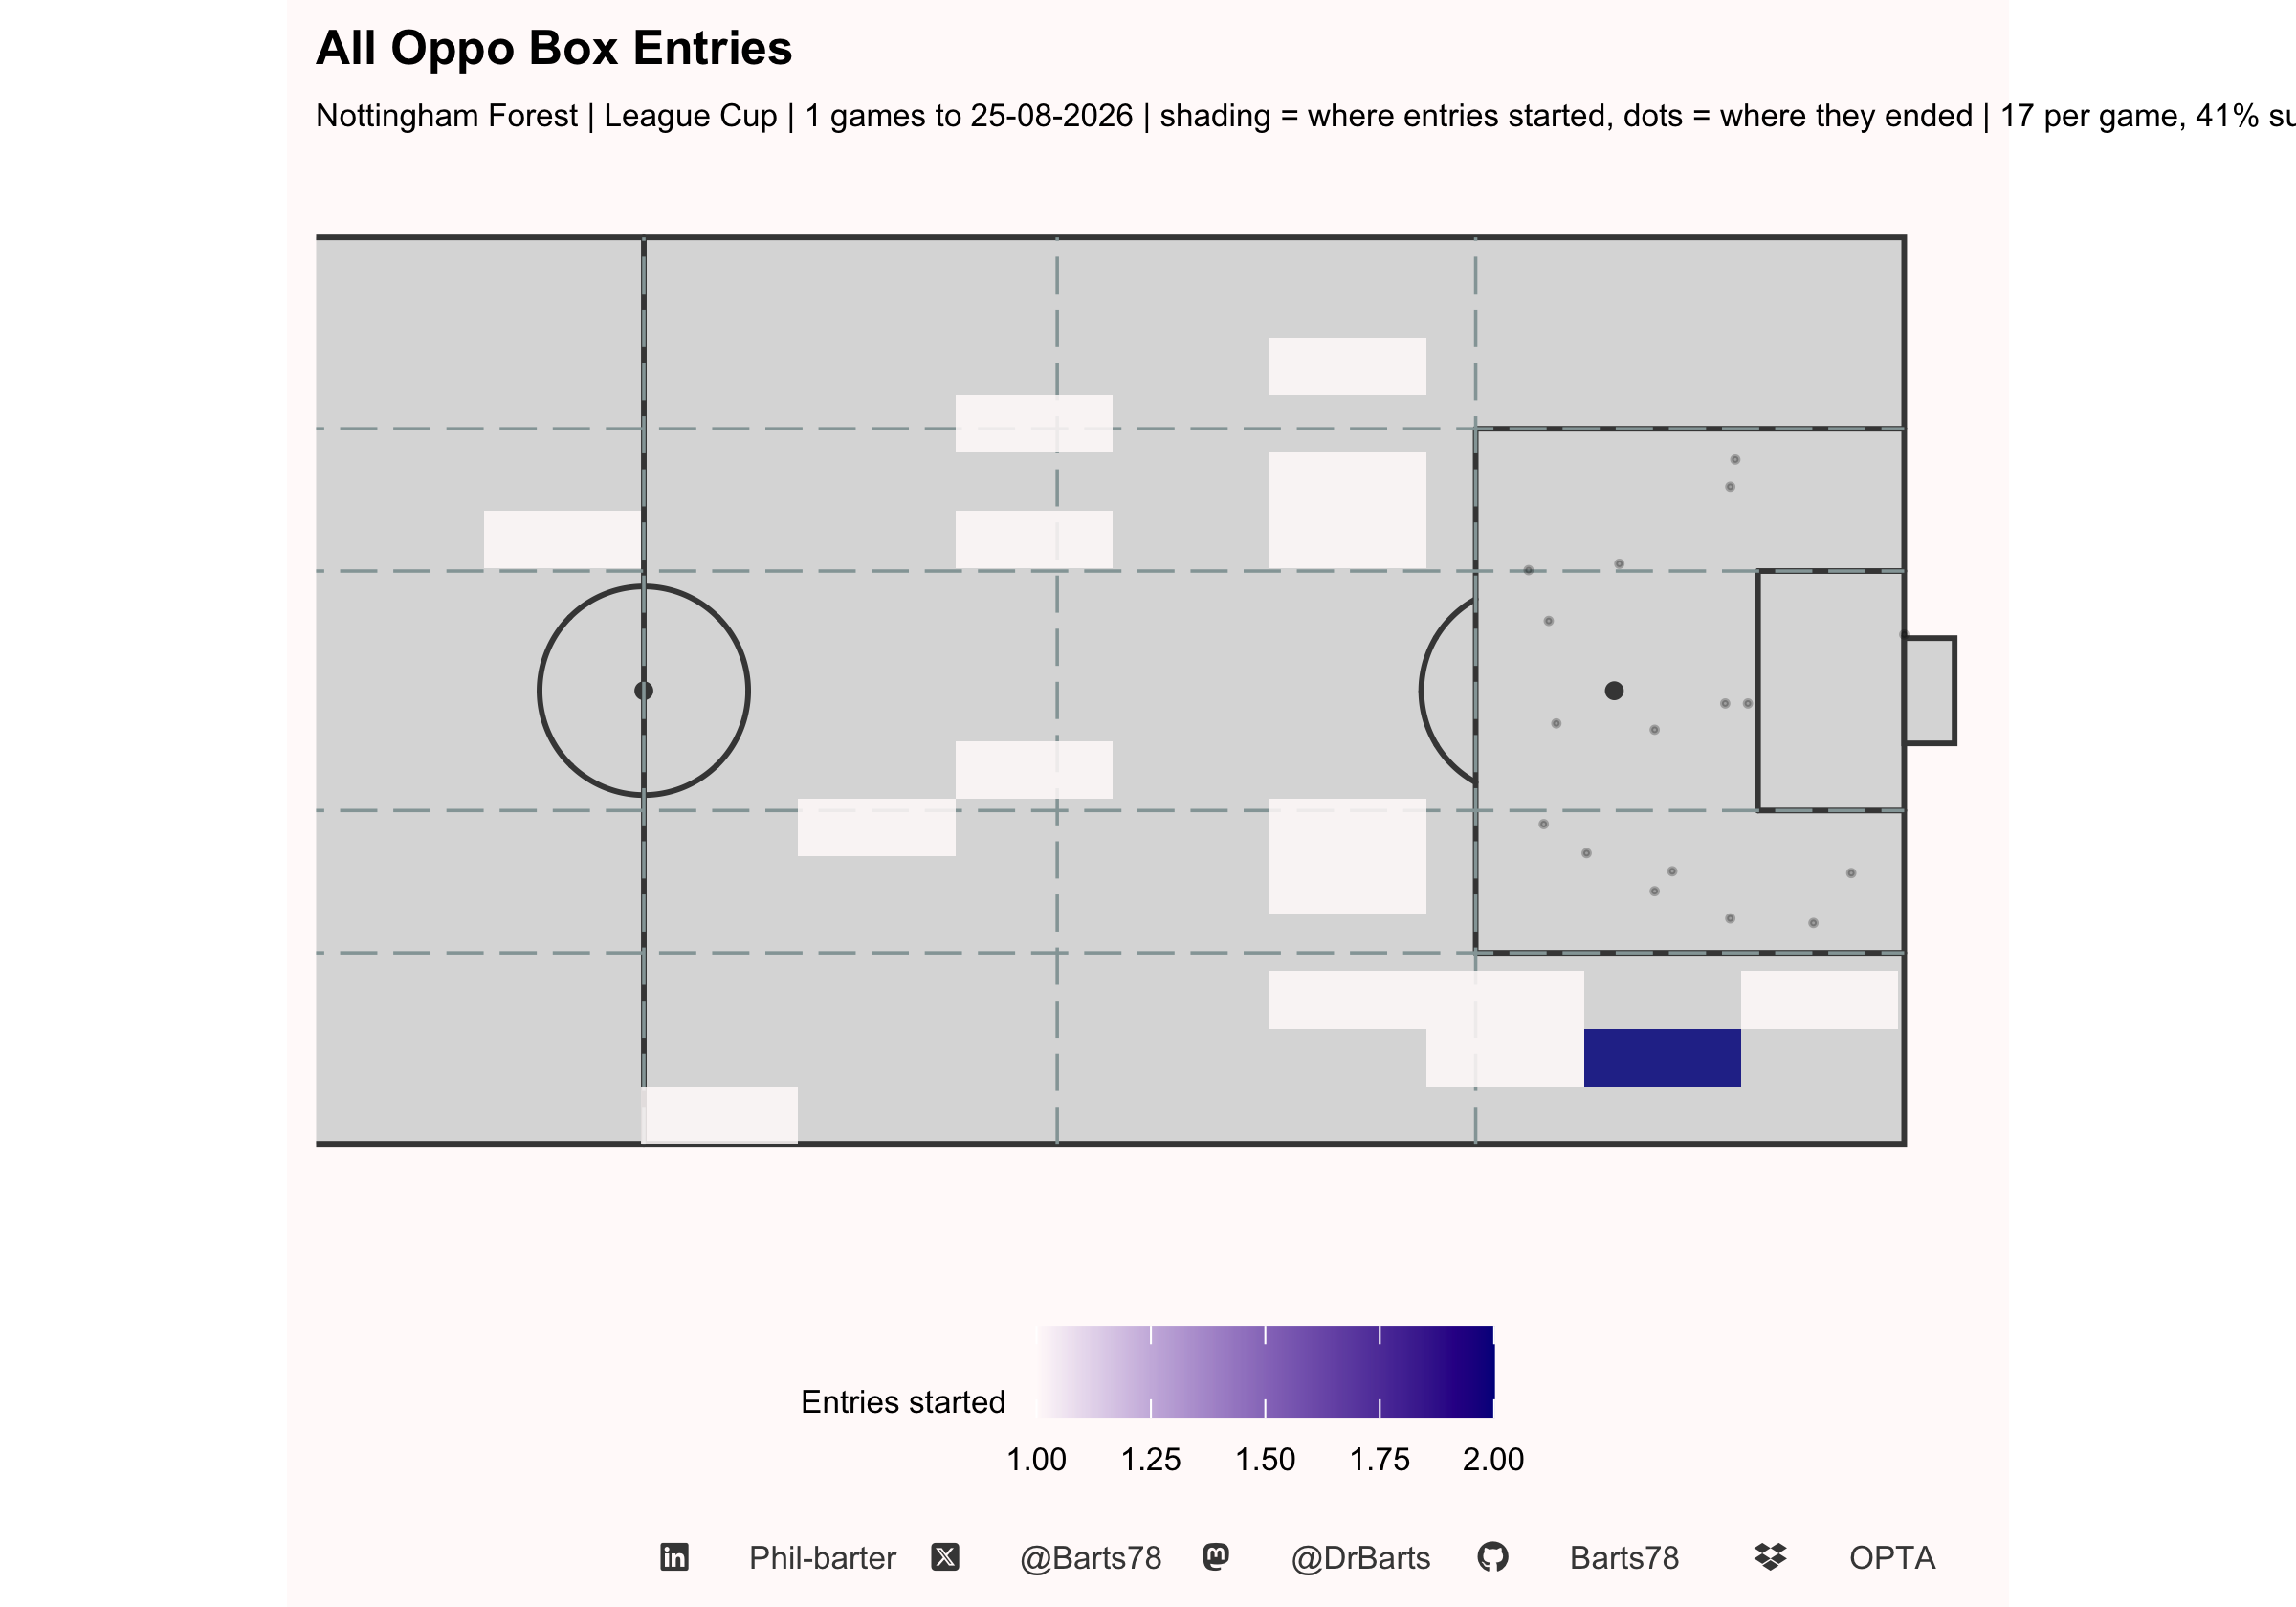 All Oppo Box Entries
Nottingham Forest | League Cup | 1 games to 25-08-2026 | shading = where entries started, dots = where they ended | 17 per game, 41% su
Entries started
1.00 1.25 1.50 1.75 2.00
Phil-barter @Barts78 @DrBarts Barts78 OPTA